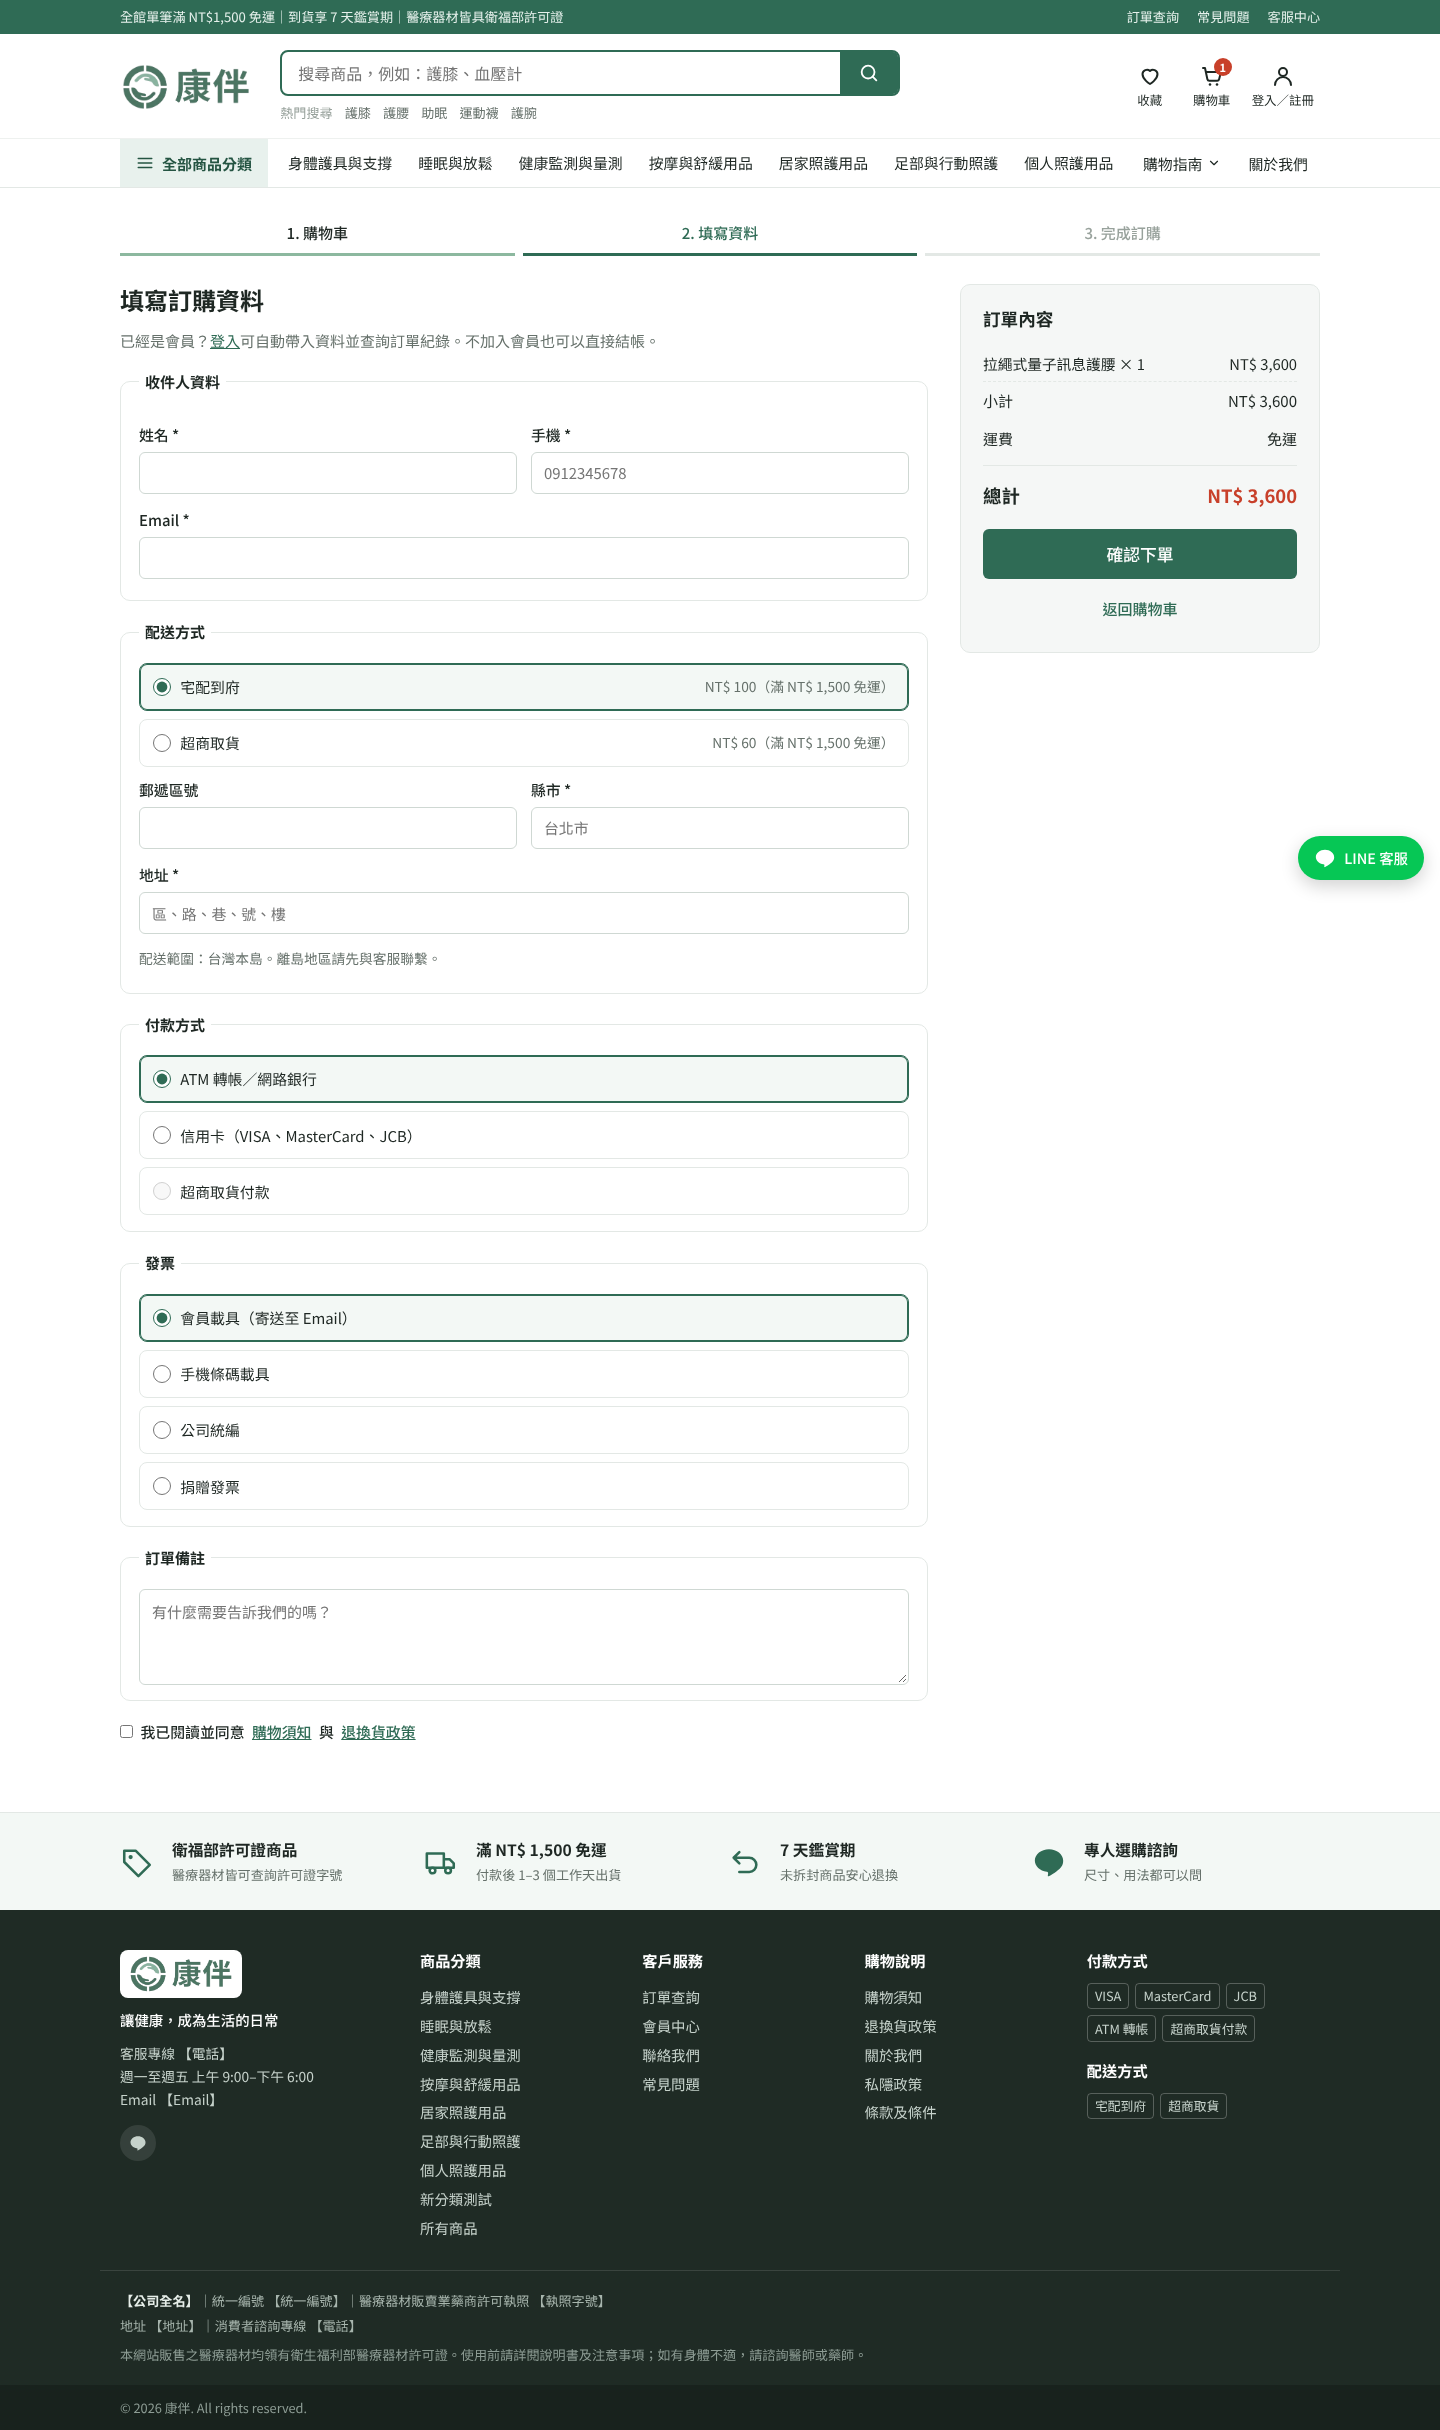 全館單筆滿 NT$1,500 免運｜到貨享 7 天鑑賞期｜醫療器材皆具衛福部許可證
訂單查詢 常見問題 客服中心
康伴
搜尋商品，例如：護膝、血壓計
熱門搜尋 護膝 護腰 助眠 運動襪 護腕
1
收藏 購物車 登入／註冊
全部商品分類 身體護具與支撐 睡眠與放鬆 健康監測與量測 按摩與舒緩用品 居家照護用品 足部與行動照護 個人照護用品 購物指南 關於我們
1. 購物車 2. 填寫資料 3. 完成訂購
填寫訂購資料
已經是會員？登入可自動帶入資料並查詢訂單紀錄。不加入會員也可以直接結帳。
收件人資料
姓名 * 手機 *
0912345678
Email *
配送方式
宅配到府 NT$ 100（滿 NT$ 1,500 免運）
超商取貨 NT$ 60（滿 NT$ 1,500 免運）
郵遞區號 縣市 *
台北市
地址 *
區、路、巷、號、樓
配送範圍：台灣本島。離島地區請先與客服聯繫。
付款方式
ATM 轉帳／網路銀行
信用卡（VISA、MasterCard、JCB）
超商取貨付款
發票
會員載具（寄送至 Email）
手機條碼載具
公司統編
捐贈發票
訂單備註
有什麼需要告訴我們的嗎？
我已閱讀並同意 購物須知 與 退換貨政策
訂單內容
拉繩式量子訊息護腰 × 1 NT$ 3,600
小計 NT$ 3,600
運費 免運
總計 NT$ 3,600
確認下單
返回購物車
LINE 客服
衛福部許可證商品
醫療器材皆可查詢許可證字號
滿 NT$ 1,500 免運
付款後 1–3 個工作天出貨
7 天鑑賞期
未拆封商品安心退換
專人選購諮詢
尺寸、用法都可以問
康伴
讓健康，成為生活的日常
客服專線 【電話】
週一至週五 上午 9:00–下午 6:00
Email 【Email】
商品分類
身體護具與支撐
睡眠與放鬆
健康監測與量測
按摩與舒緩用品
居家照護用品
足部與行動照護
個人照護用品
新分類測試
所有商品
客戶服務
訂單查詢
會員中心
聯絡我們
常見問題
購物說明
購物須知
退換貨政策
關於我們
私隱政策
條款及條件
付款方式
VISA MasterCard JCB
ATM 轉帳 超商取貨付款
配送方式
宅配到府 超商取貨
【公司全名】｜統一編號 【統一編號】｜醫療器材販賣業藥商許可執照 【執照字號】
地址 【地址】｜消費者諮詢專線 【電話】
本網站販售之醫療器材均領有衛生福利部醫療器材許可證。使用前請詳閱說明書及注意事項；如有身體不適，請諮詢醫師或藥師。
© 2026 康伴. All rights reserved.